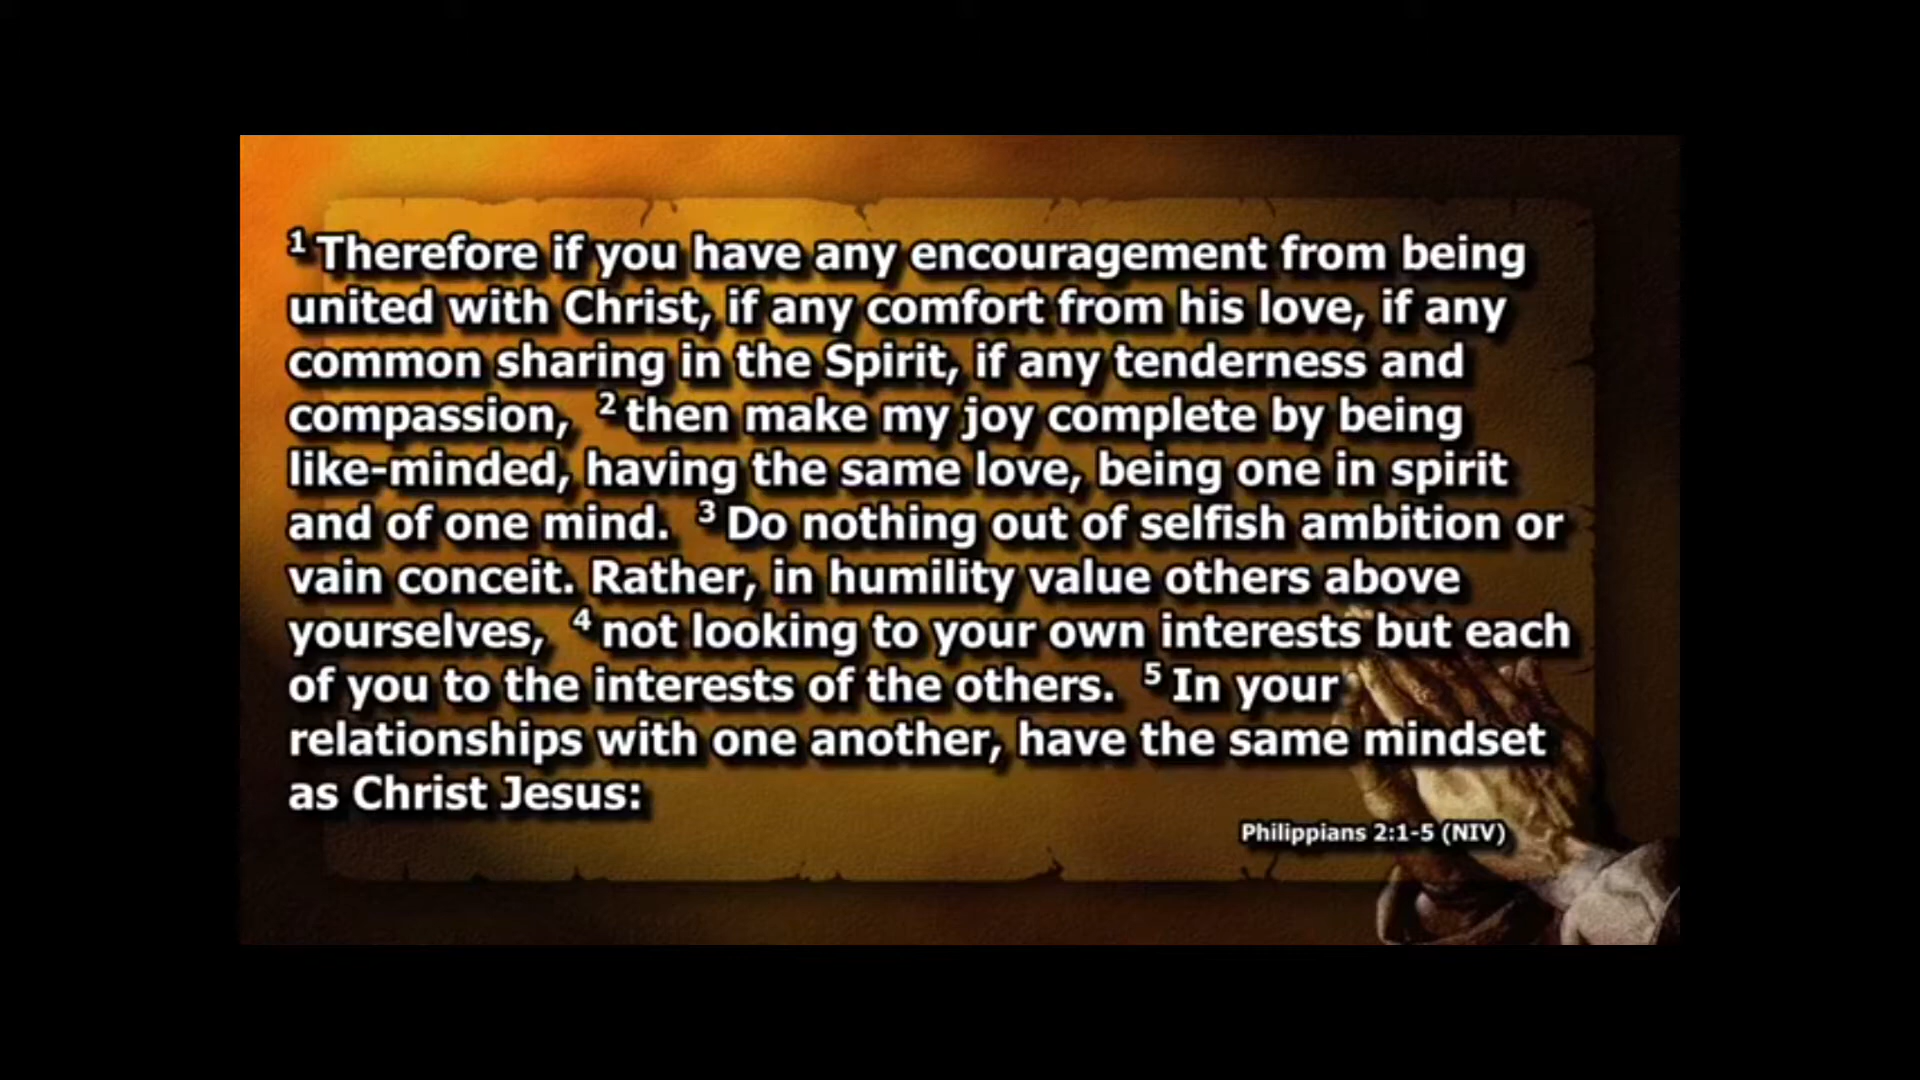 1 Therefore if you have any encouragement from being
united with Christ, if any comfort from his love, if any
common sharing in the Spirit, if any tenderness and
compassion, 2 then make my joy complete by being
like-minded, having the same love, being one in spirit
and of one mind. 3 Do nothing out of selfish ambition or
vain conceit. Rather, in humility value others above
yourselves, 4 not looking to your own interests but each
of you to the interests of the others. 5 In your
relationships with one another, have the same mindset
as Christ Jesus:
Philippians 2:1-5 (NIV)